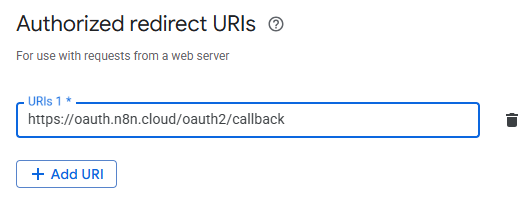 Authorized redirect URIs
For use with requests from a web server
URIs 1 *
https://oauth.n8n.cloud/oauth2/callback
+ Add URI